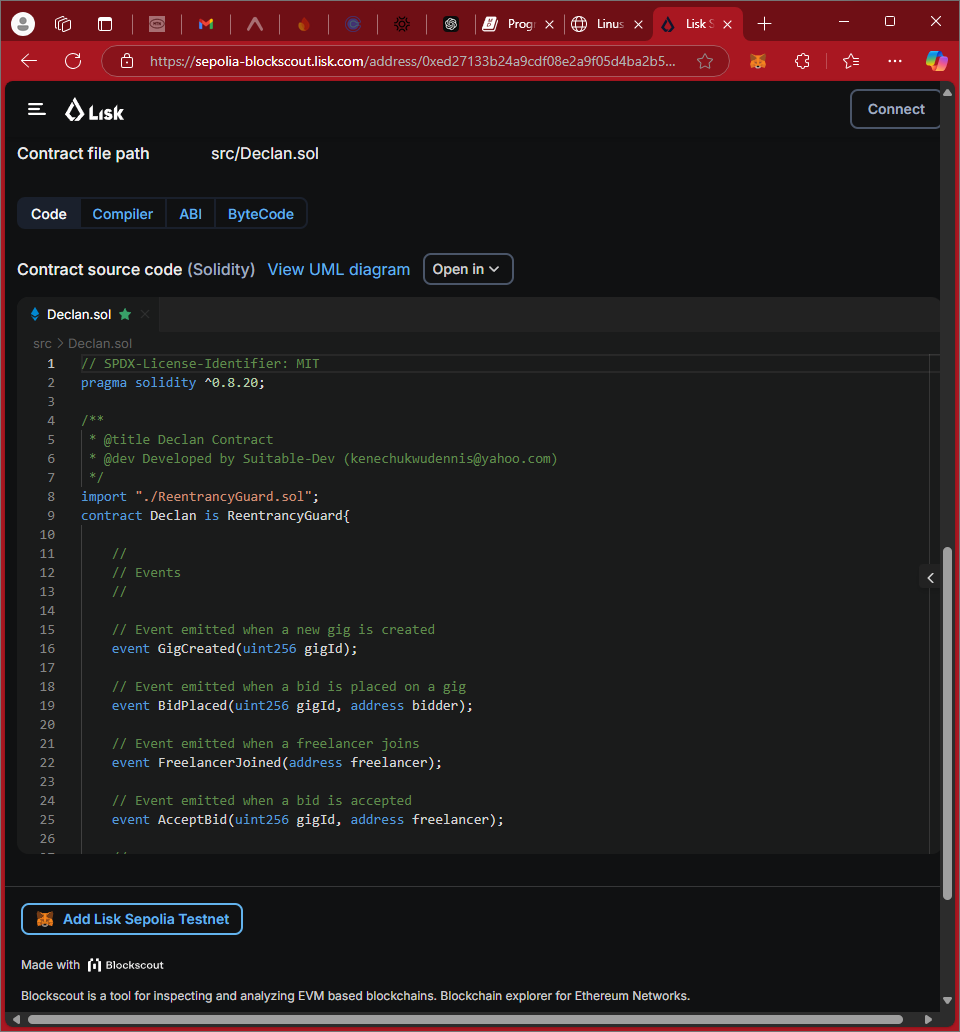 Progr
Linus
Lisk S
https://sepolia-blockscout.lisk.com/address/0xed27133b24a9cdf08e2a9f05d4ba2b5...
Lisk
Connect
Contract file path src/Declan.sol
Code Compiler ABI ByteCode
Contract source code (Solidity) View UML diagram Open in
Declan.sol
src > Declan.sol
1 // SPDX-License-Identifier: MIT
2 pragma solidity ^0.8.20;
3
4 /**
5 * @title Declan Contract
6 * @dev Developed by Suitable-Dev (kenechukwudennis@yahoo.com)
7 */
8 import "./ReentrancyGuard.sol";
9 contract Declan is ReentrancyGuard{
10
11 //
12 // Events
13 //
14
15 // Event emitted when a new gig is created
16 event GigCreated(uint256 gigId);
17
18 // Event emitted when a bid is placed on a gig
19 event BidPlaced(uint256 gigId, address bidder);
20
21 // Event emitted when a freelancer joins
22 event FreelancerJoined(address freelancer);
23
24 // Event emitted when a bid is accepted
25 event AcceptBid(uint256 gigId, address freelancer);
26
Add Lisk Sepolia Testnet
Made with Blockscout
Blockscout is a tool for inspecting and analyzing EVM based blockchains. Blockchain explorer for Ethereum Networks.